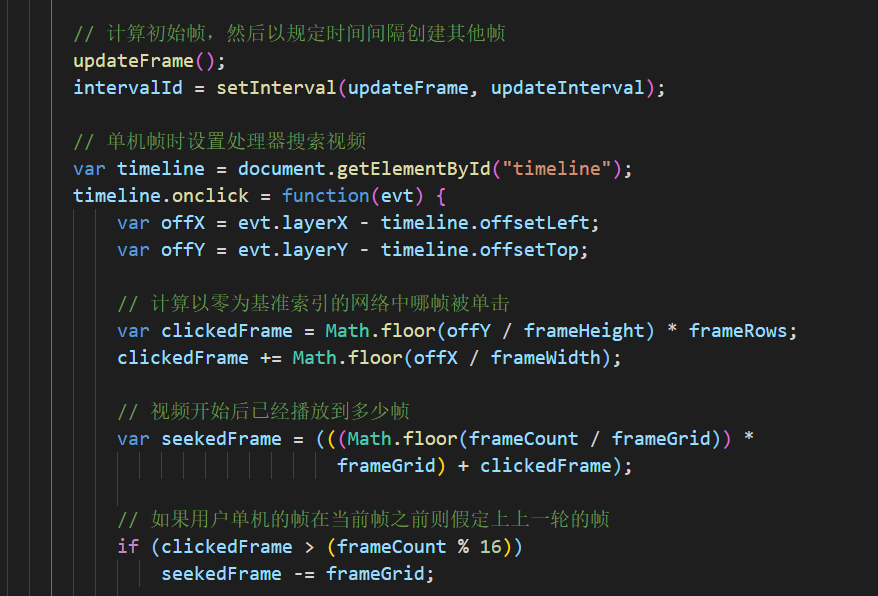 // 计算初始帧，然后以规定时间间隔创建其他帧
updateFrame();
intervalId = setInterval(updateFrame, updateInterval);
// 单机帧时设置处理器搜索视频
var timeline = document.getElementById("timeline");
timeline.onclick = function(evt) {
var offX = evt.layerX - timeline.offsetLeft;
var offY = evt.layerY - timeline.offsetTop;
// 计算以零为基准索引的网络中哪帧被单击
var clickedFrame = Math.floor(offY / frameHeight) * frameRows;
clickedFrame += Math.floor(offX / frameWidth);
// 视频开始后已经播放到多少帧
var seekedFrame = (((Math.floor(frameCount / frameGrid)) *
frameGrid) + clickedFrame);
// 如果用户单机的帧在当前帧之前则假定上上一轮的帧
if (clickedFrame > (frameCount % 16))
seekedFrame -= frameGrid;